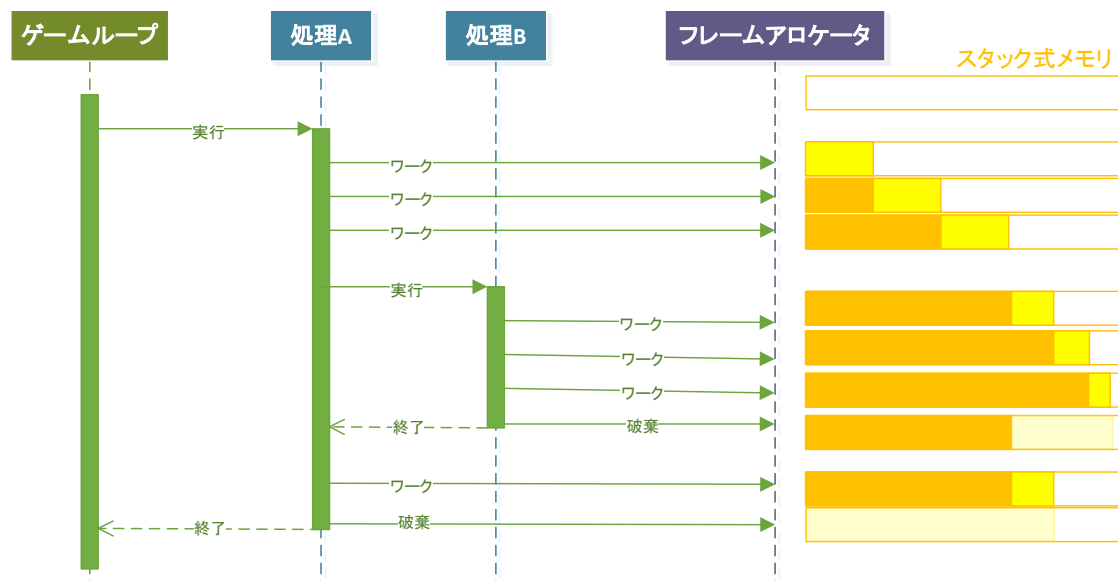 ゲームループ
処理A
処理B
フレームアロケータ
スタック式メモリ
実行
ワーク
ワーク
ワーク
実行
ワーク
ワーク
ワーク
終了
破棄
ワーク
終了
破棄